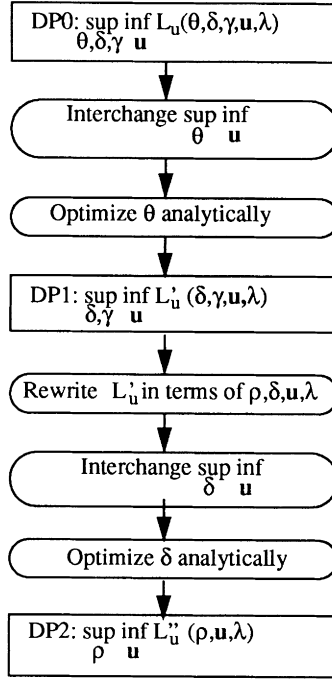 DP0: sup inf Lu(θ,δ,γ,u,λ)
θ,δ,γ u
Interchange sup inf
θ u
Optimize θ analytically
DP1: sup inf L'u (δ,γ,u,λ)
δ,γ u
Rewrite L'u in terms of ρ,δ,u,λ
Interchange sup inf
δ u
Optimize δ analytically
DP2: sup inf L''u (ρ,u,λ)
ρ u